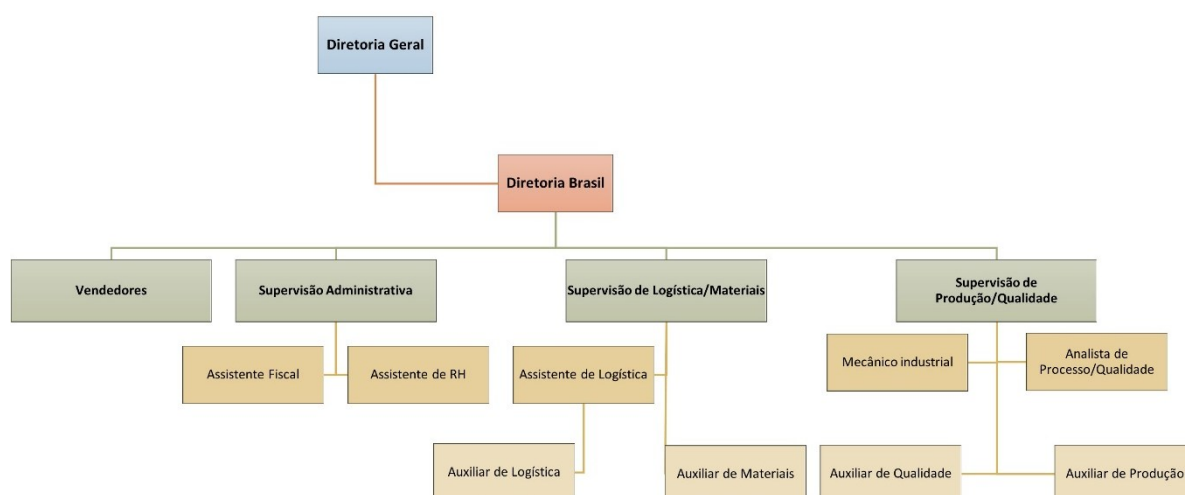 Diretoria Geral
Diretoria Brasil
Vendedores
Supervisão Administrativa
Supervisão de Logística/Materiais
Supervisão de
Produção/Qualidade
Assistente Fiscal
Assistente de RH
Assistente de Logística
Mecânico industrial
Analista de
Processo/Qualidade
Auxiliar de Logística
Auxiliar de Materiais
Auxiliar de Qualidade
Auxiliar de Produção